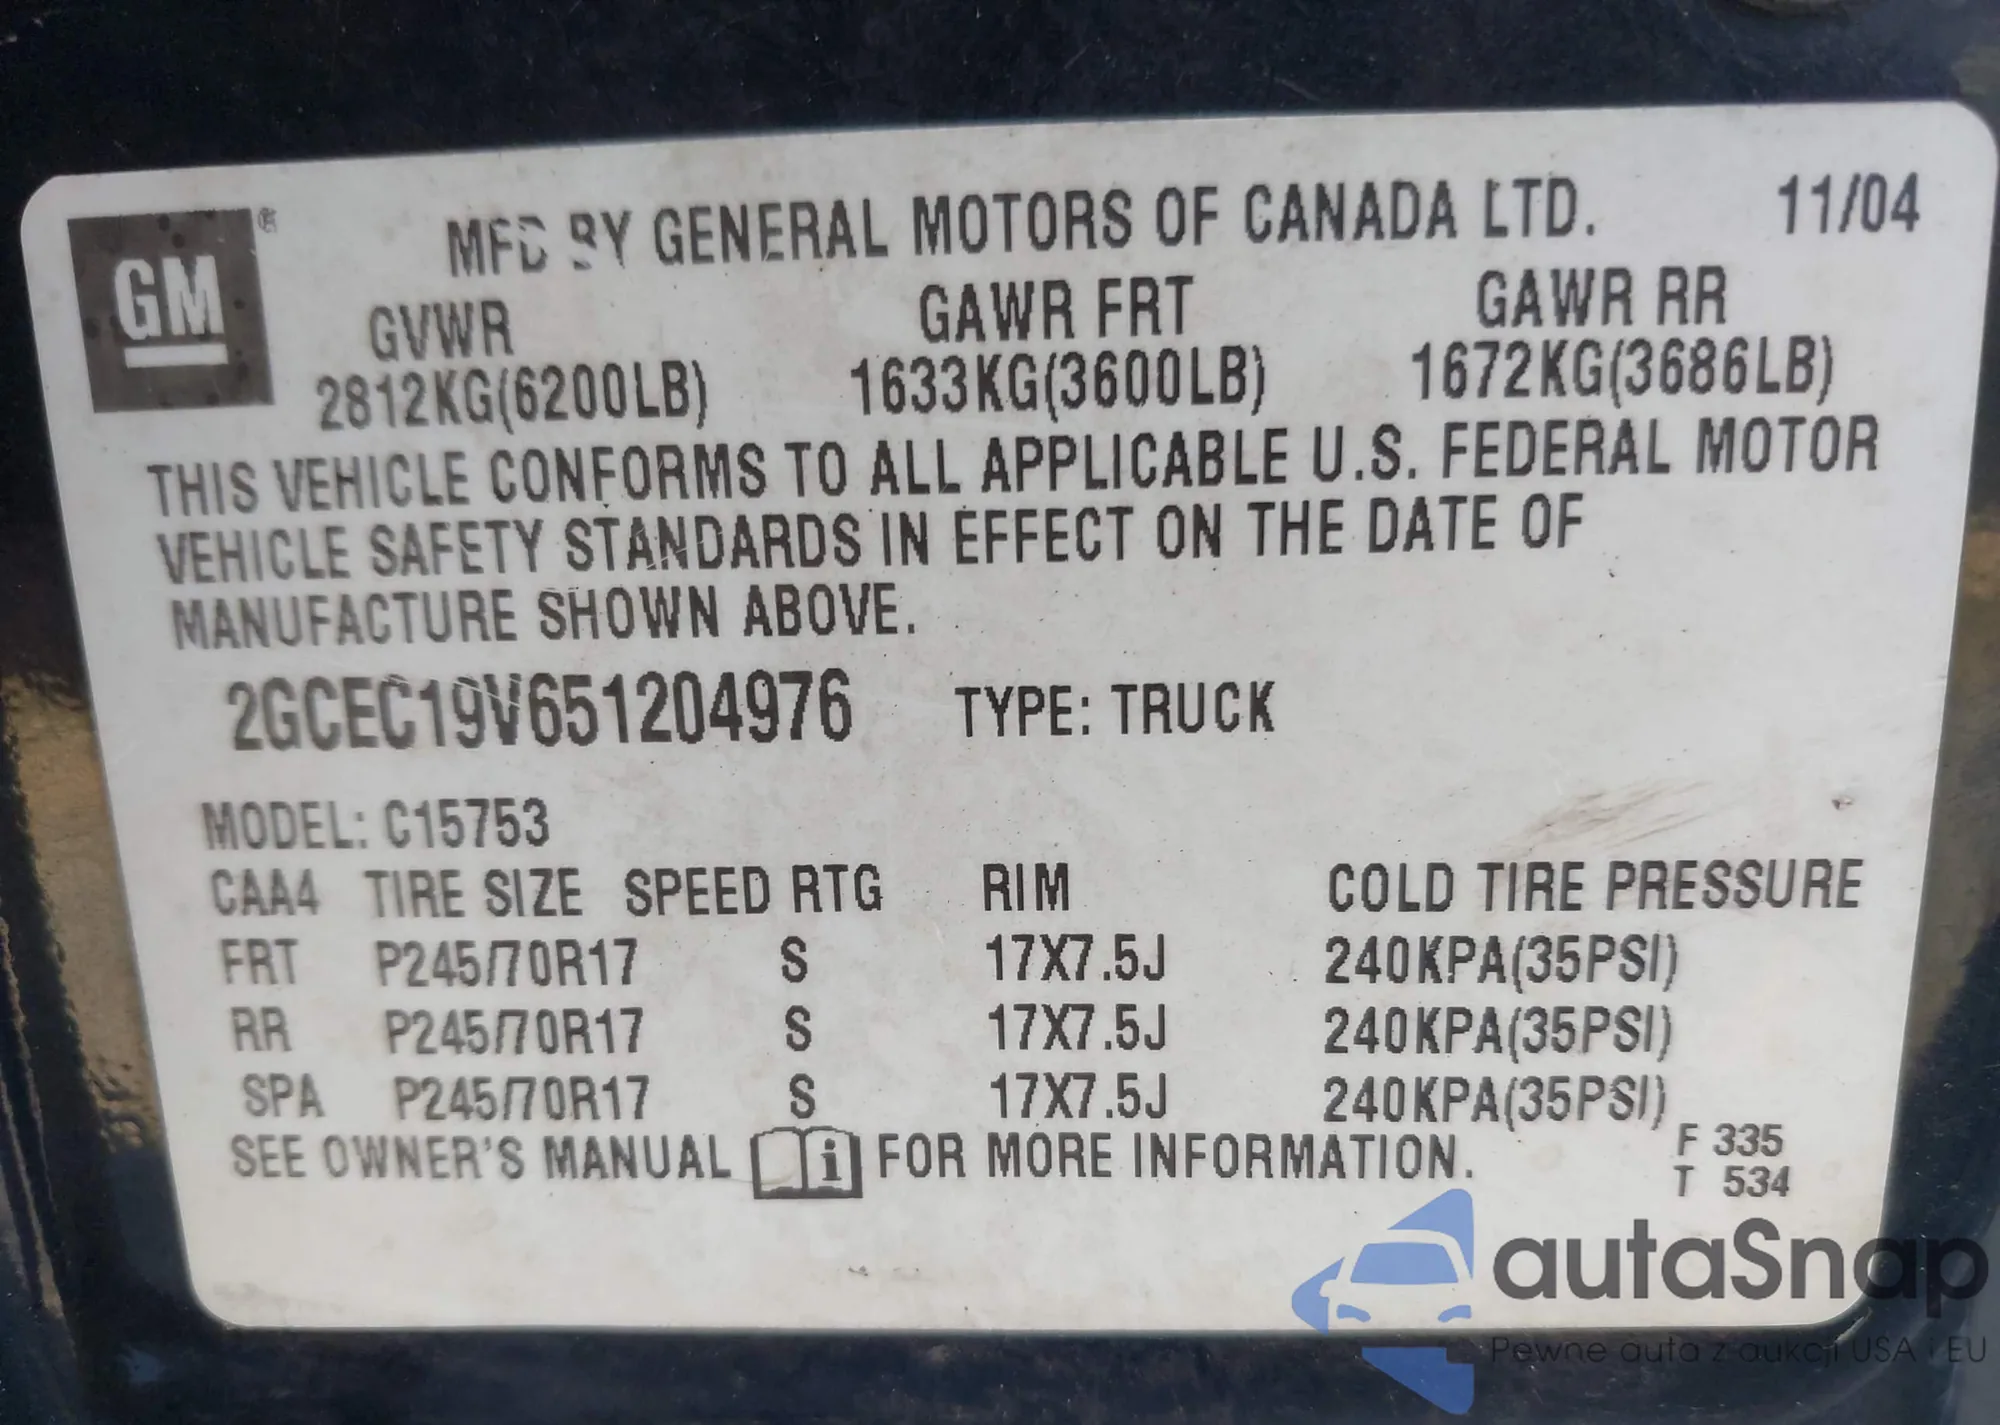 GM®
MFD BY GENERAL MOTORS OF CANADA LTD. 11/04
GVWR GAWR FRT GAWR RR
2812KG(6200LB) 1633KG(3600LB) 1672KG(3686LB)
THIS VEHICLE CONFORMS TO ALL APPLICABLE U.S. FEDERAL MOTOR
VEHICLE SAFETY STANDARDS IN EFFECT ON THE DATE OF
MANUFACTURE SHOWN ABOVE.
2GCEC19V651204976 TYPE: TRUCK
MODEL: C15753
CAA4 TIRE SIZE SPEED RTG RIM COLD TIRE PRESSURE
FRT P245/70R17 S 17X7.5J 240KPA(35PSI)
RR P245/70R17 S 17X7.5J 240KPA(35PSI)
SPA P245/70R17 S 17X7.5J 240KPA(35PSI)
SEE OWNER'S MANUAL i FOR MORE INFORMATION.
F 335
T 534
autaSnap
Pewne auta z aukcji USA i EU